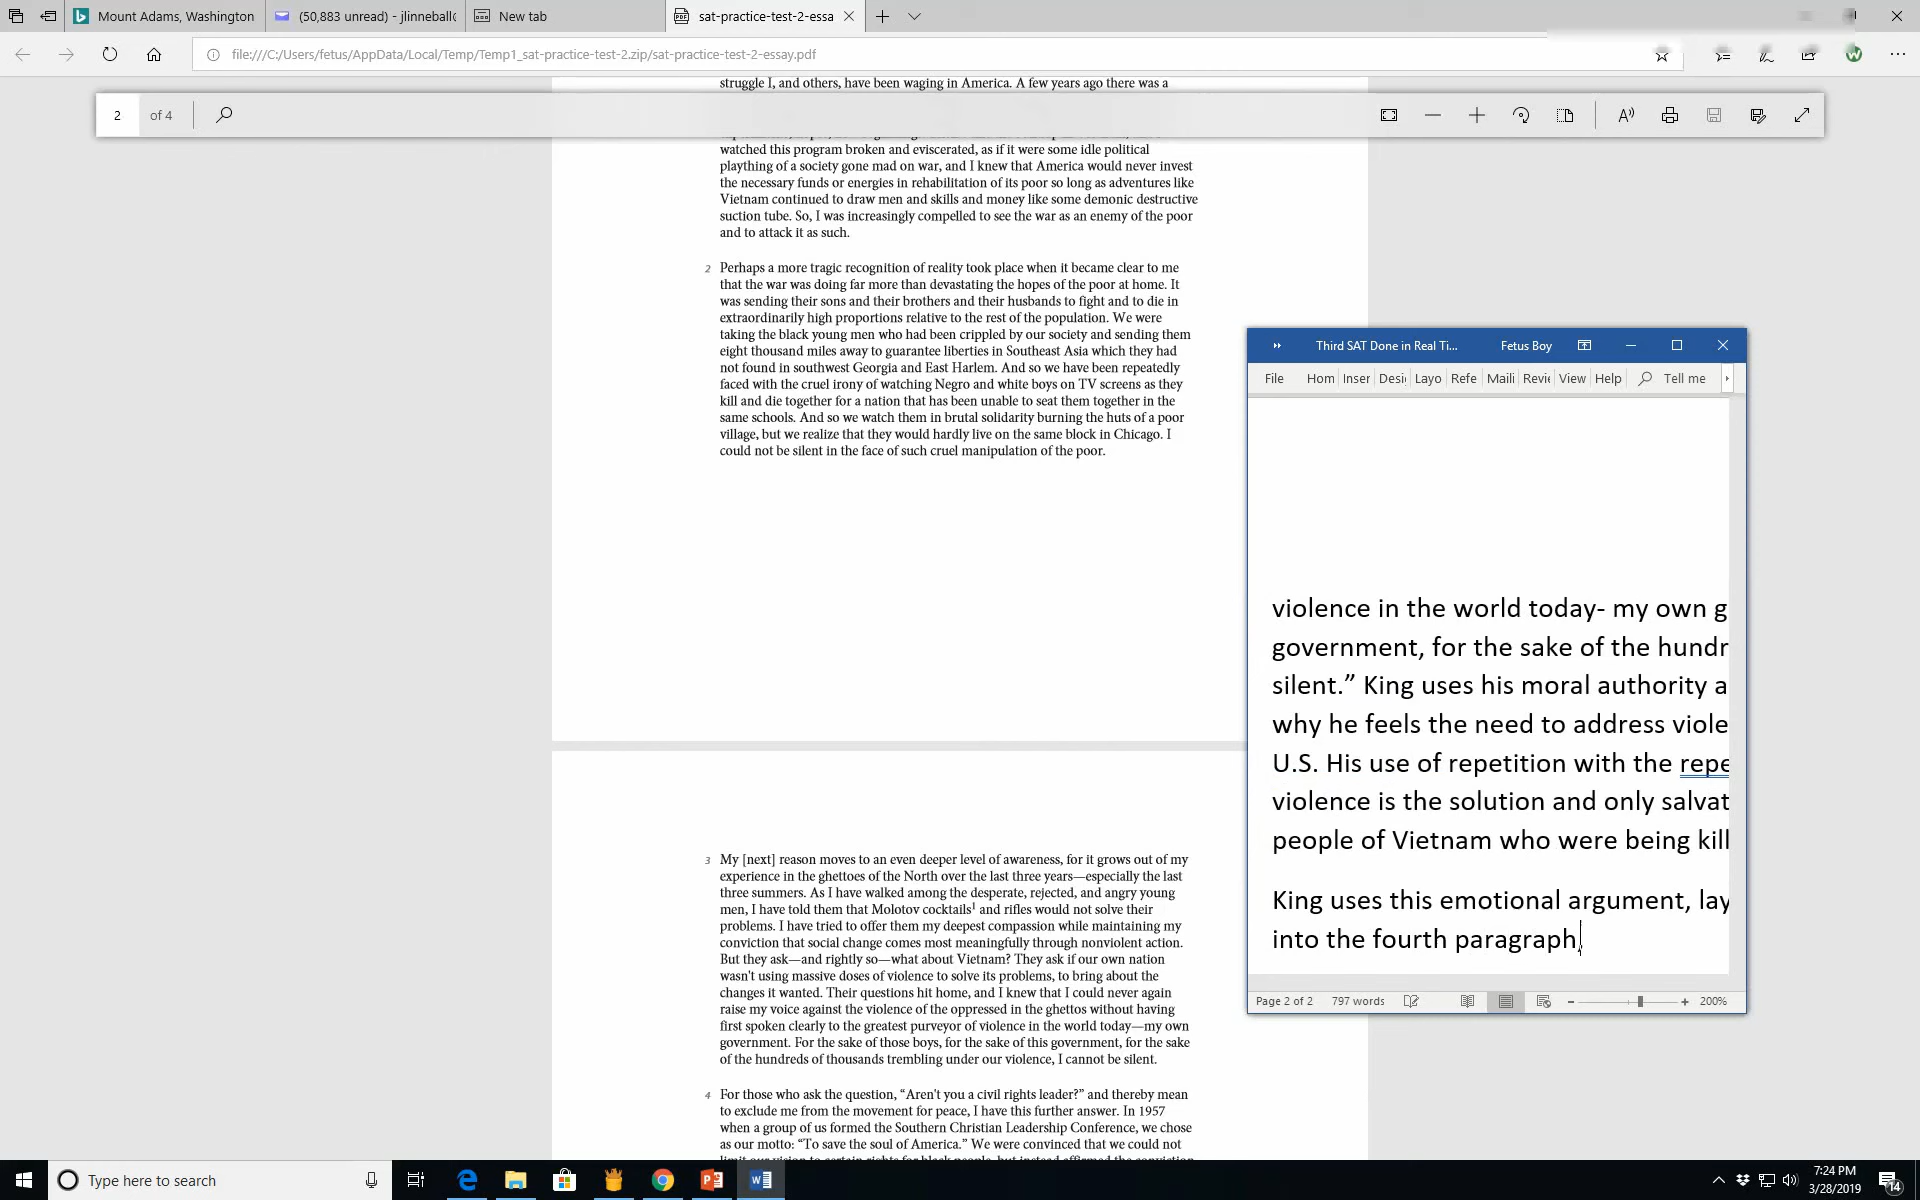 Mount Adams, Washington
(50,883 unread) - jlinneball
New tab
sat-practice-test-2-essa
file:///C:/Users/fetus/AppData/Local/Temp/Temp1_sat-practice-test-2.zip/sat-practice-test-2-essay.pdf
struggle I, and others, have been waging in America. A few years ago there was a
2 of 4
watched this program broken and eviscerated, as if it were some idle political
plaything of a society gone mad on war, and I knew that America would never invest
the necessary funds or energies in rehabilitation of its poor so long as adventures like
Vietnam continued to draw men and skills and money like some demonic destructive
suction tube. So, I was increasingly compelled to see the war as an enemy of the poor
and to attack it as such.
2 Perhaps a more tragic recognition of reality took place when it became clear to me
that the war was doing far more than devastating the hopes of the poor at home. It
was sending their sons and their brothers and their husbands to fight and to die in
extraordinarily high proportions relative to the rest of the population. We were
taking the black young men who had been crippled by our society and sending them
eight thousand miles away to guarantee liberties in Southeast Asia which they had
not found in southwest Georgia and East Harlem. And so we have been repeatedly
faced with the cruel irony of watching Negro and white boys on TV screens as they
kill and die together for a nation that has been unable to seat them together in the
same schools. And so we watch them in brutal solidarity burning the huts of a poor
village, but we realize that they would hardly live on the same block in Chicago. I
could not be silent in the face of such cruel manipulation of the poor.
3 My [next] reason moves to an even deeper level of awareness, for it grows out of my
experience in the ghettoes of the North over the last three years—especially the last
three summers. As I have walked among the desperate, rejected, and angry young
men, I have told them that Molotov cocktails1 and rifles would not solve their
problems. I have tried to offer them my deepest compassion while maintaining my
conviction that social change comes most meaningfully through nonviolent action.
But they ask—and rightly so—what about Vietnam? They ask if our own nation
wasn't using massive doses of violence to solve its problems, to bring about the
changes it wanted. Their questions hit home, and I knew that I could never again
raise my voice against the violence of the oppressed in the ghettos without having
first spoken clearly to the greatest purveyor of violence in the world today—my own
government. For the sake of those boys, for the sake of this government, for the sake
of the hundreds of thousands trembling under our violence, I cannot be silent.
4 For those who ask the question, “Aren't you a civil rights leader?” and thereby mean
to exclude me from the movement for peace, I have this further answer. In 1957
when a group of us formed the Southern Christian Leadership Conference, we chose
as our motto: “To save the soul of America.” We were convinced that we could not
Third SAT Done in Real Ti... Fetus Boy
File Hom Inser Desi Layo Refe Maili Revie View Help Tell me
violence in the world today- my own g
government, for the sake of the hundr
silent.” King uses his moral authority a
why he feels the need to address viole
U.S. His use of repetition with the repe
violence is the solution and only salvat
people of Vietnam who were being kill
King uses this emotional argument, lay
into the fourth paragraph.
Page 2 of 2 797 words 200%
Type here to search
7:24 PM
3/28/2019
14